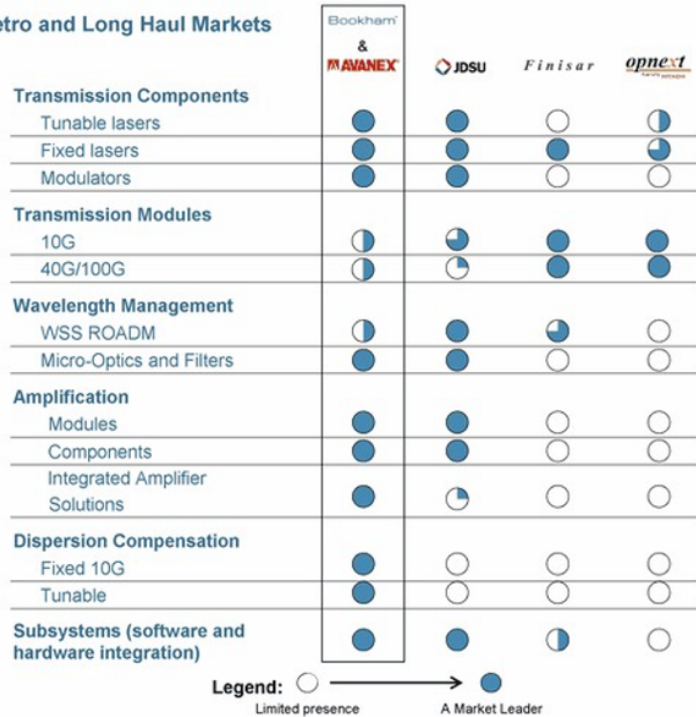 etro and Long Haul Markets
Bookham
&
AVANEX
JDSU
Finisar
opnext
Transmission Components
Tunable lasers
Fixed lasers
Modulators
Transmission Modules
10G
40G/100G
Wavelength Management
WSS ROADM
Micro-Optics and Filters
Amplification
Modules
Components
Integrated Amplifier
Solutions
Dispersion Compensation
Fixed 10G
Tunable
Subsystems (software and
hardware integration)
Legend:
Limited presence
A Market Leader